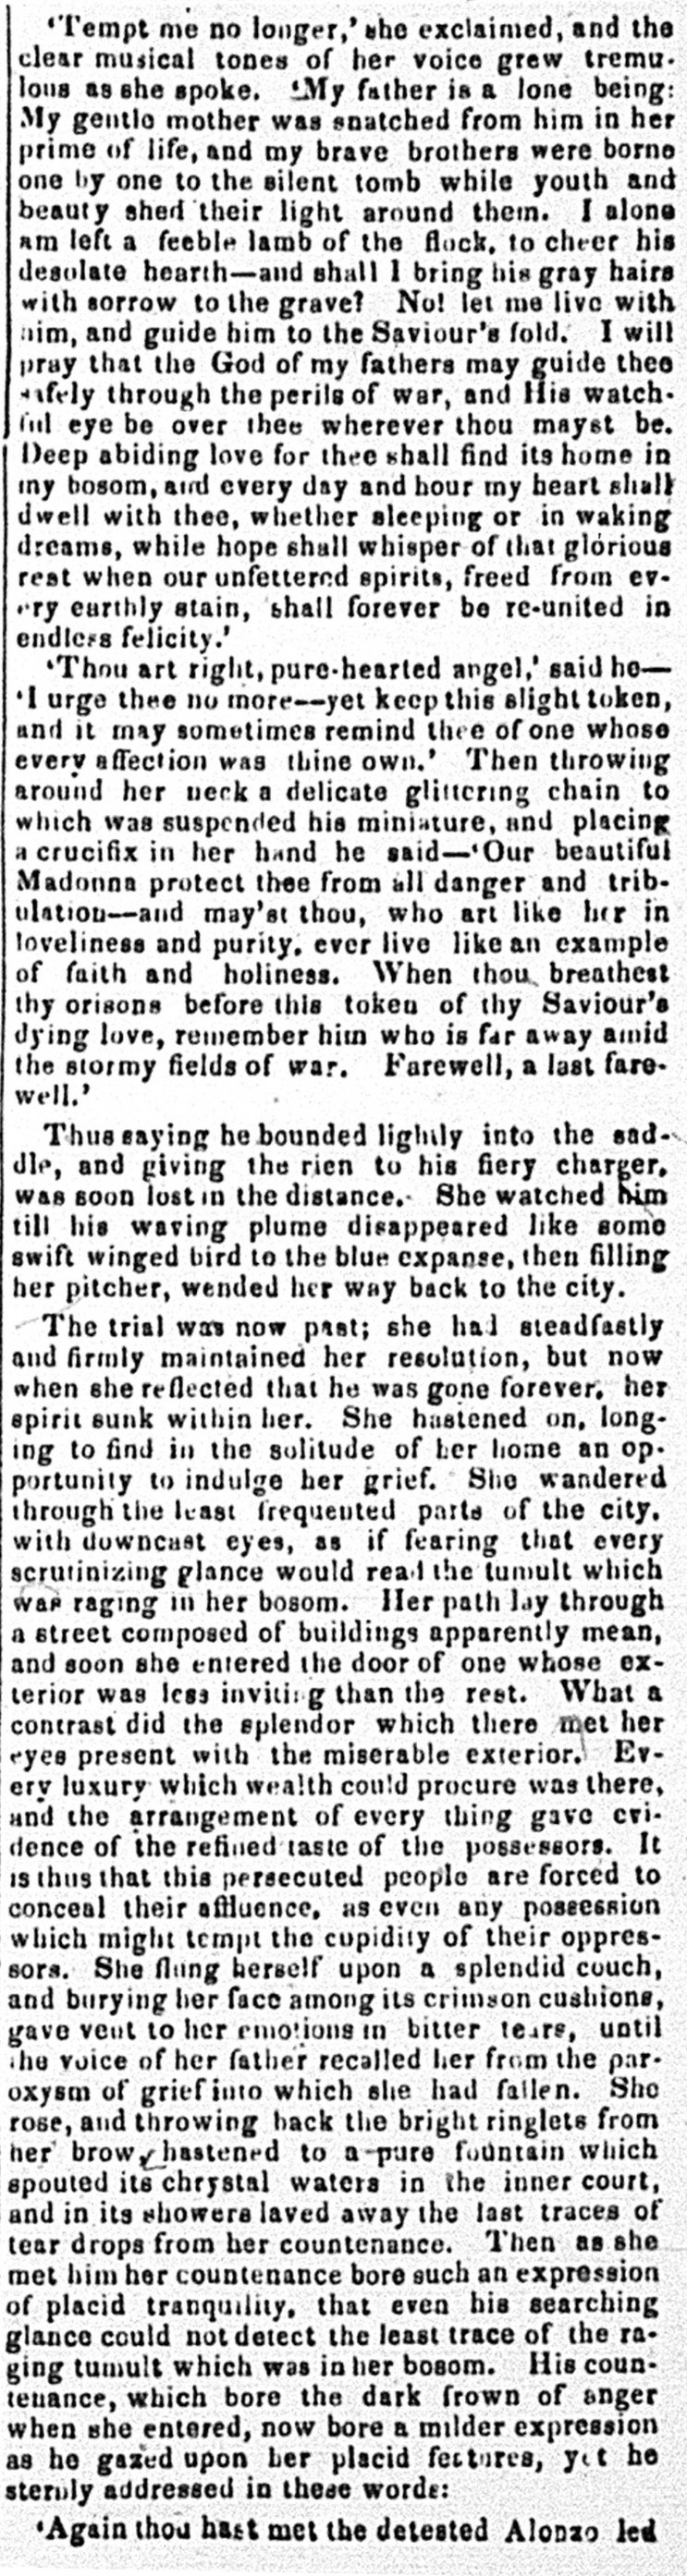 'Tempt me no longer,' she exclaimed, and the
clear musical tones of her voice grew tremu-
lous as she spoke. 'My father is a lone being:
My gentle mother was snatched from him in her
prime of life, and my brave brothers were borne
one by one to the silent tomb while youth and
beauty shed their light around them. I alone
am left a feeble lamb of the flock, to cheer his
desolate hearth—and shall I bring his gray hairs
with sorrow to the grave? No! let me live with
him, and guide him to the Saviour's fold. I will
pray that the God of my fathers may guide thee
safely through the perils of war, and His watch-
ful eye be over thee wherever thou mayst be.
Deep abiding love for thee shall find its home in
my bosom, and every day and hour my heart shall
dwell with thee, whether sleeping or in waking
dreams, while hope shall whisper of that glorious
rest when our unfettered spirits, freed from ev-
ery earthly stain, shall forever be re-united in
endless felicity.'
'Thou art right, pure-hearted angel,' said he—
'I urge thee no more—yet keep this slight token,
and it may sometimes remind thee of one whose
every affection was thine own.' Then throwing
around her neck a delicate glittering chain to
which was suspended his miniature, and placing
a crucifix in her hand he said—'Our beautiful
Madonna protect thee from all danger and trib-
ulation—and may'st thou, who art like her in
loveliness and purity, ever live like an example
of faith and holiness. When thou breathest
thy orisons before this token of thy Saviour's
dying love, remember him who is far away amid
the stormy fields of war. Farewell, a last fare-
well.'
Thus saying he bounded lightly into the sad-
dle, and giving the rien to his fiery charger,
was soon lost in the distance. She watched him
till his waving plume disappeared like some
swift winged bird to the blue expanse, then filling
her pitcher, wended her way back to the city.
The trial was now past; she had steadfastly
and firmly maintained her resolution, but now
when she reflected that he was gone forever, her
spirit sunk within her. She hastened on, long-
ing to find in the solitude of her home an op-
portunity to indulge her grief. She wandered
through the least frequented parts of the city,
with downcast eyes, as if fearing that every
scrutinizing glance would read the tumult which
was raging in her bosom. Her path lay through
a street composed of buildings apparently mean,
and soon she entered the door of one whose ex-
terior was less inviting than the rest. What a
contrast did the splendor which there met her
eyes present with the miserable exterior. Ev-
ery luxury which wealth could procure was there,
and the arrangement of every thing gave evi-
dence of the refined taste of the possessors. It
is thus that this persecuted people are forced to
conceal their affluence, as even any possession
which might tempt the cupidity of their oppres-
sors. She flung herself upon a splendid couch,
and burying her face among its crimson cushions,
gave vent to her emotions in bitter tears, until
the voice of her father recalled her from the par-
oxysm of grief into which she had fallen. She
rose, and throwing back the bright ringlets from
her brow, hastened to a pure fountain which
spouted its chrystal waters in the inner court,
and in its showers laved away the last traces of
tear drops from her countenance. Then as she
met him her countenance bore such an expression
of placid tranquility, that even his searching
glance could not detect the least trace of the ra-
ging tumult which was in her bosom. His coun-
tenance, which bore the dark frown of anger
when she entered, now bore a milder expression
as he gazed upon her placid features, yet he
sternly addressed in these words:
'Again thou hast met the detested Alonzo led